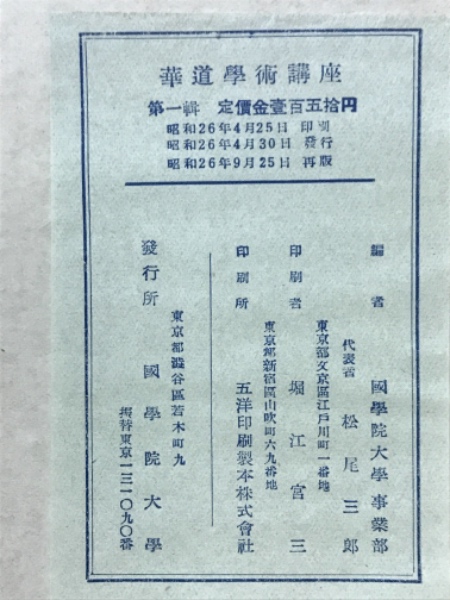 華道學術講座
第一輯 定價金壹百五拾円
昭和26年4月25日 印刷
昭和26年4月30日 發行
昭和26年9月25日 再版
編者 國學院大學事業部
代表者 松尾三郎
東京都文京區江戸川町一番地
印刷者 堀江宮三
東京都新宿區山吹町六九番地
印刷所 五洋印刷製本株式會社
東京都澁谷區若木町九
發行所 國學院大學
振替東京一三一〇九〇番